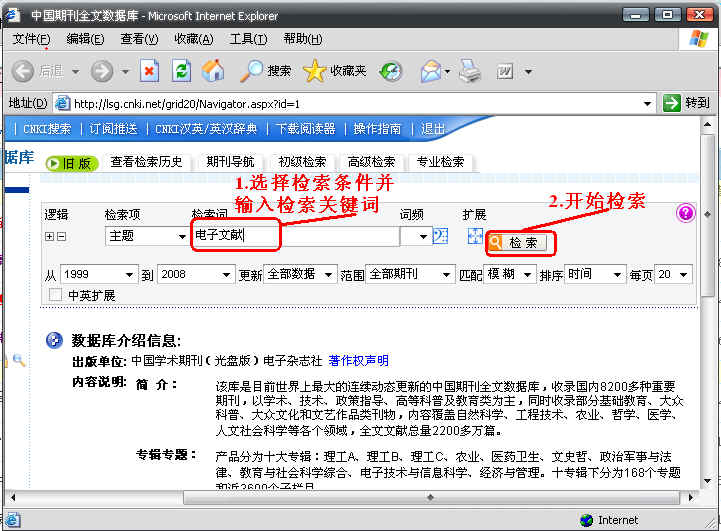 中国期刊全文数据库 - Microsoft Internet Explorer
文件(F) 编辑(E) 查看(V) 收藏(A) 工具(T) 帮助(H)
后退 搜索 收藏夹
地址(D) http://lsg.cnki.net/grid20/Navigator.aspx?id=1 转到
CNKI搜索 | 订阅推送 | CNKI汉英/英汉辞典 | 下载阅读器 | 操作指南 | 退出
据库 旧版 查看检索历史 期刊导航 初级检索 高级检索 专业检索
1.选择检索条件并
输入检索关键词
2.开始检索
逻辑 检索项 检索词 词频 扩展
主题 电子文献 检索
从 1999 到 2008 更新 全部数据 范围 全部期刊 匹配 模糊 排序 时间 每页 20
中英扩展
数据库介绍信息:
出版单位: 中国学术期刊(光盘版)电子杂志社 著作权声明
内容说明: 简 介: 该库是目前世界上最大的连续动态更新的中国期刊全文数据库,收录国内8200多种重要
期刊,以学术、技术、政策指导、高等科普及教育类为主,同时收录部分基础教育、大众
科普、大众文化和文艺作品类刊物,内容覆盖自然科学、工程技术、农业、哲学、医学、
人文社会科学等各个领域,全文文献总量2200多万篇。
专辑专题: 产品分为十大专辑:理工A、理工B、理工C、农业、医药卫生、文史哲、政治军事与法
律、教育与社会科学综合、电子技术与信息科学、经济与管理。十专辑下分为168个专题
和近3600个子栏目
Internet